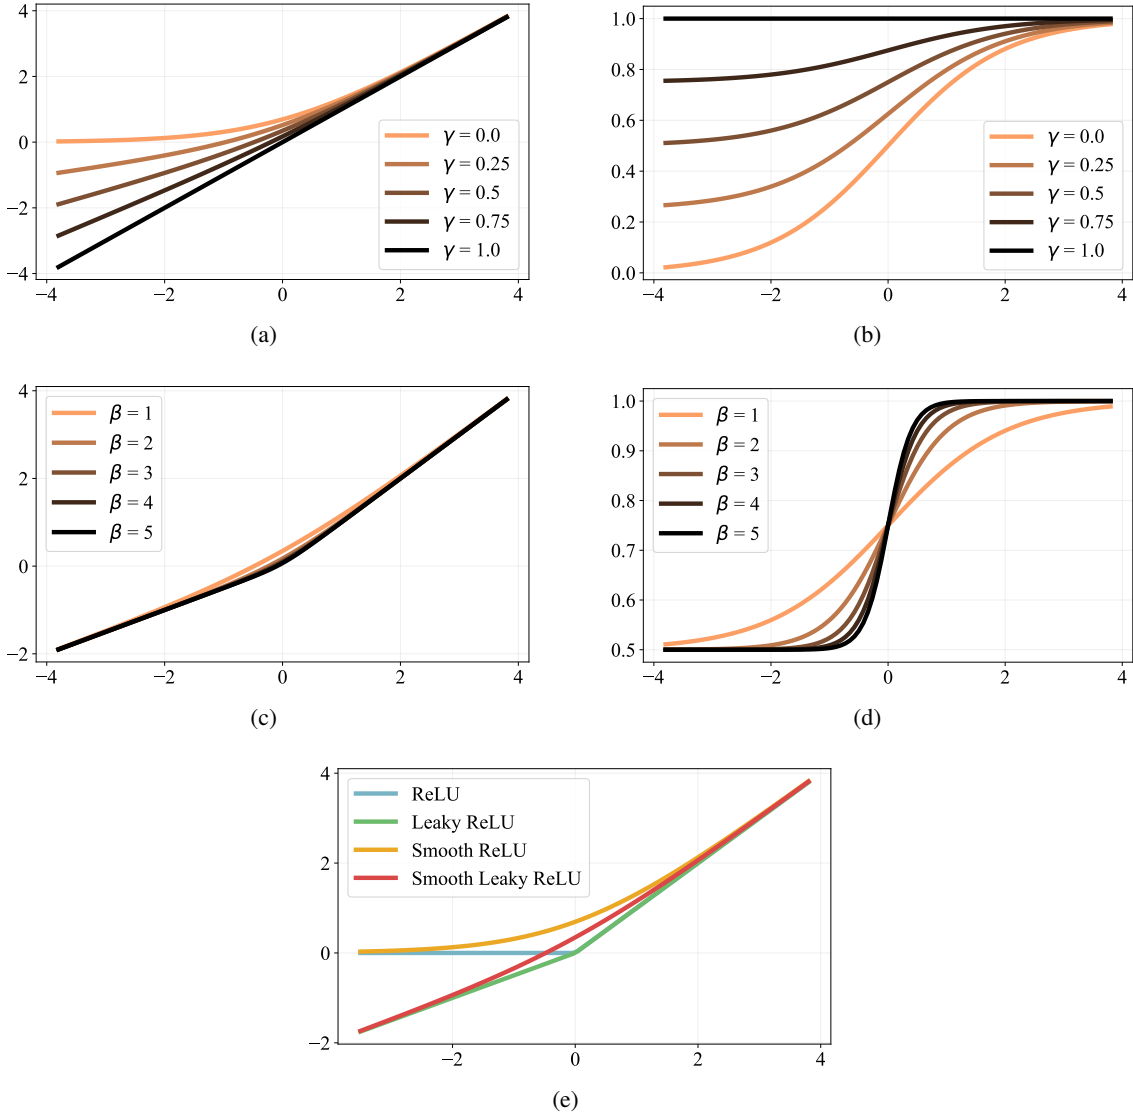 4
2
0
−2
−4
−4 −2 0 2 4
γ = 0.0
γ = 0.25
γ = 0.5
γ = 0.75
γ = 1.0
(a)
1.0
0.8
0.6
0.4
0.2
0.0
−4 −2 0 2 4
γ = 0.0
γ = 0.25
γ = 0.5
γ = 0.75
γ = 1.0
(b)
4
2
0
−2
−4 −2 0 2 4
β = 1
β = 2
β = 3
β = 4
β = 5
(c)
1.0
0.9
0.8
0.7
0.6
0.5
−4 −2 0 2 4
β = 1
β = 2
β = 3
β = 4
β = 5
(d)
4
2
0
−2
−2 0 2 4
ReLU
Leaky ReLU
Smooth ReLU
Smooth Leaky ReLU
(e)